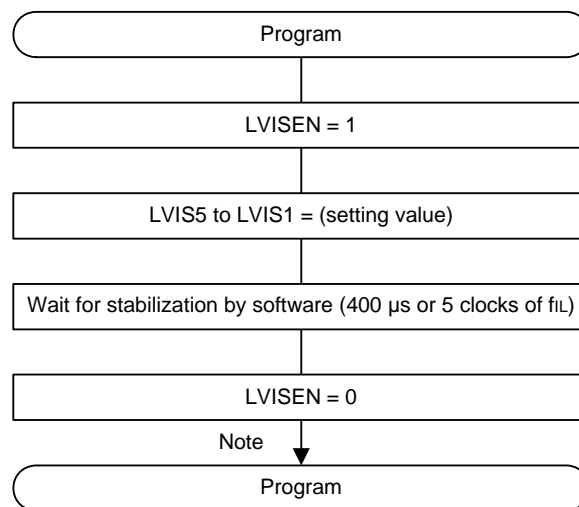 Program
LVISEN = 1
LVIS5 to LVIS1 = (setting value)
Wait for stabilization by software (400 µs or 5 clocks of fIL)
LVISEN = 0
Note
Program